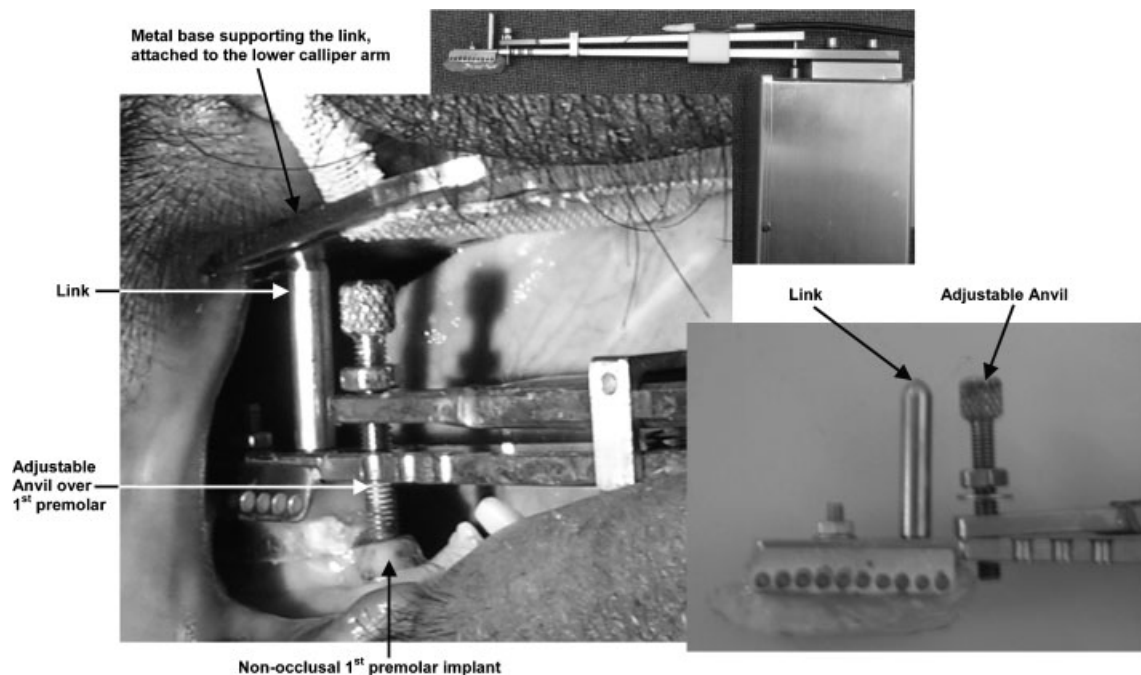 Metal base supporting the link,
attached to the lower calliper arm
Link
Link
Adjustable Anvil
Adjustable
Anvil over
1st premolar
Non-occlusal 1st premolar implant